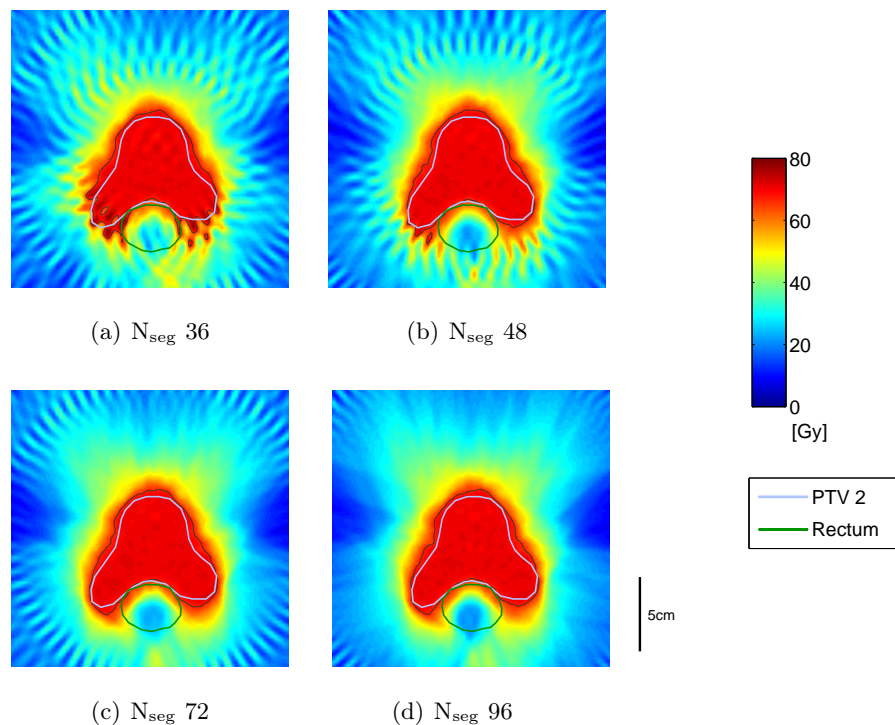 (a) Nseg 36
(b) Nseg 48
80
60
40
20
0
[Gy]
PTV 2
Rectum
5cm
(c) Nseg 72
(d) Nseg 96